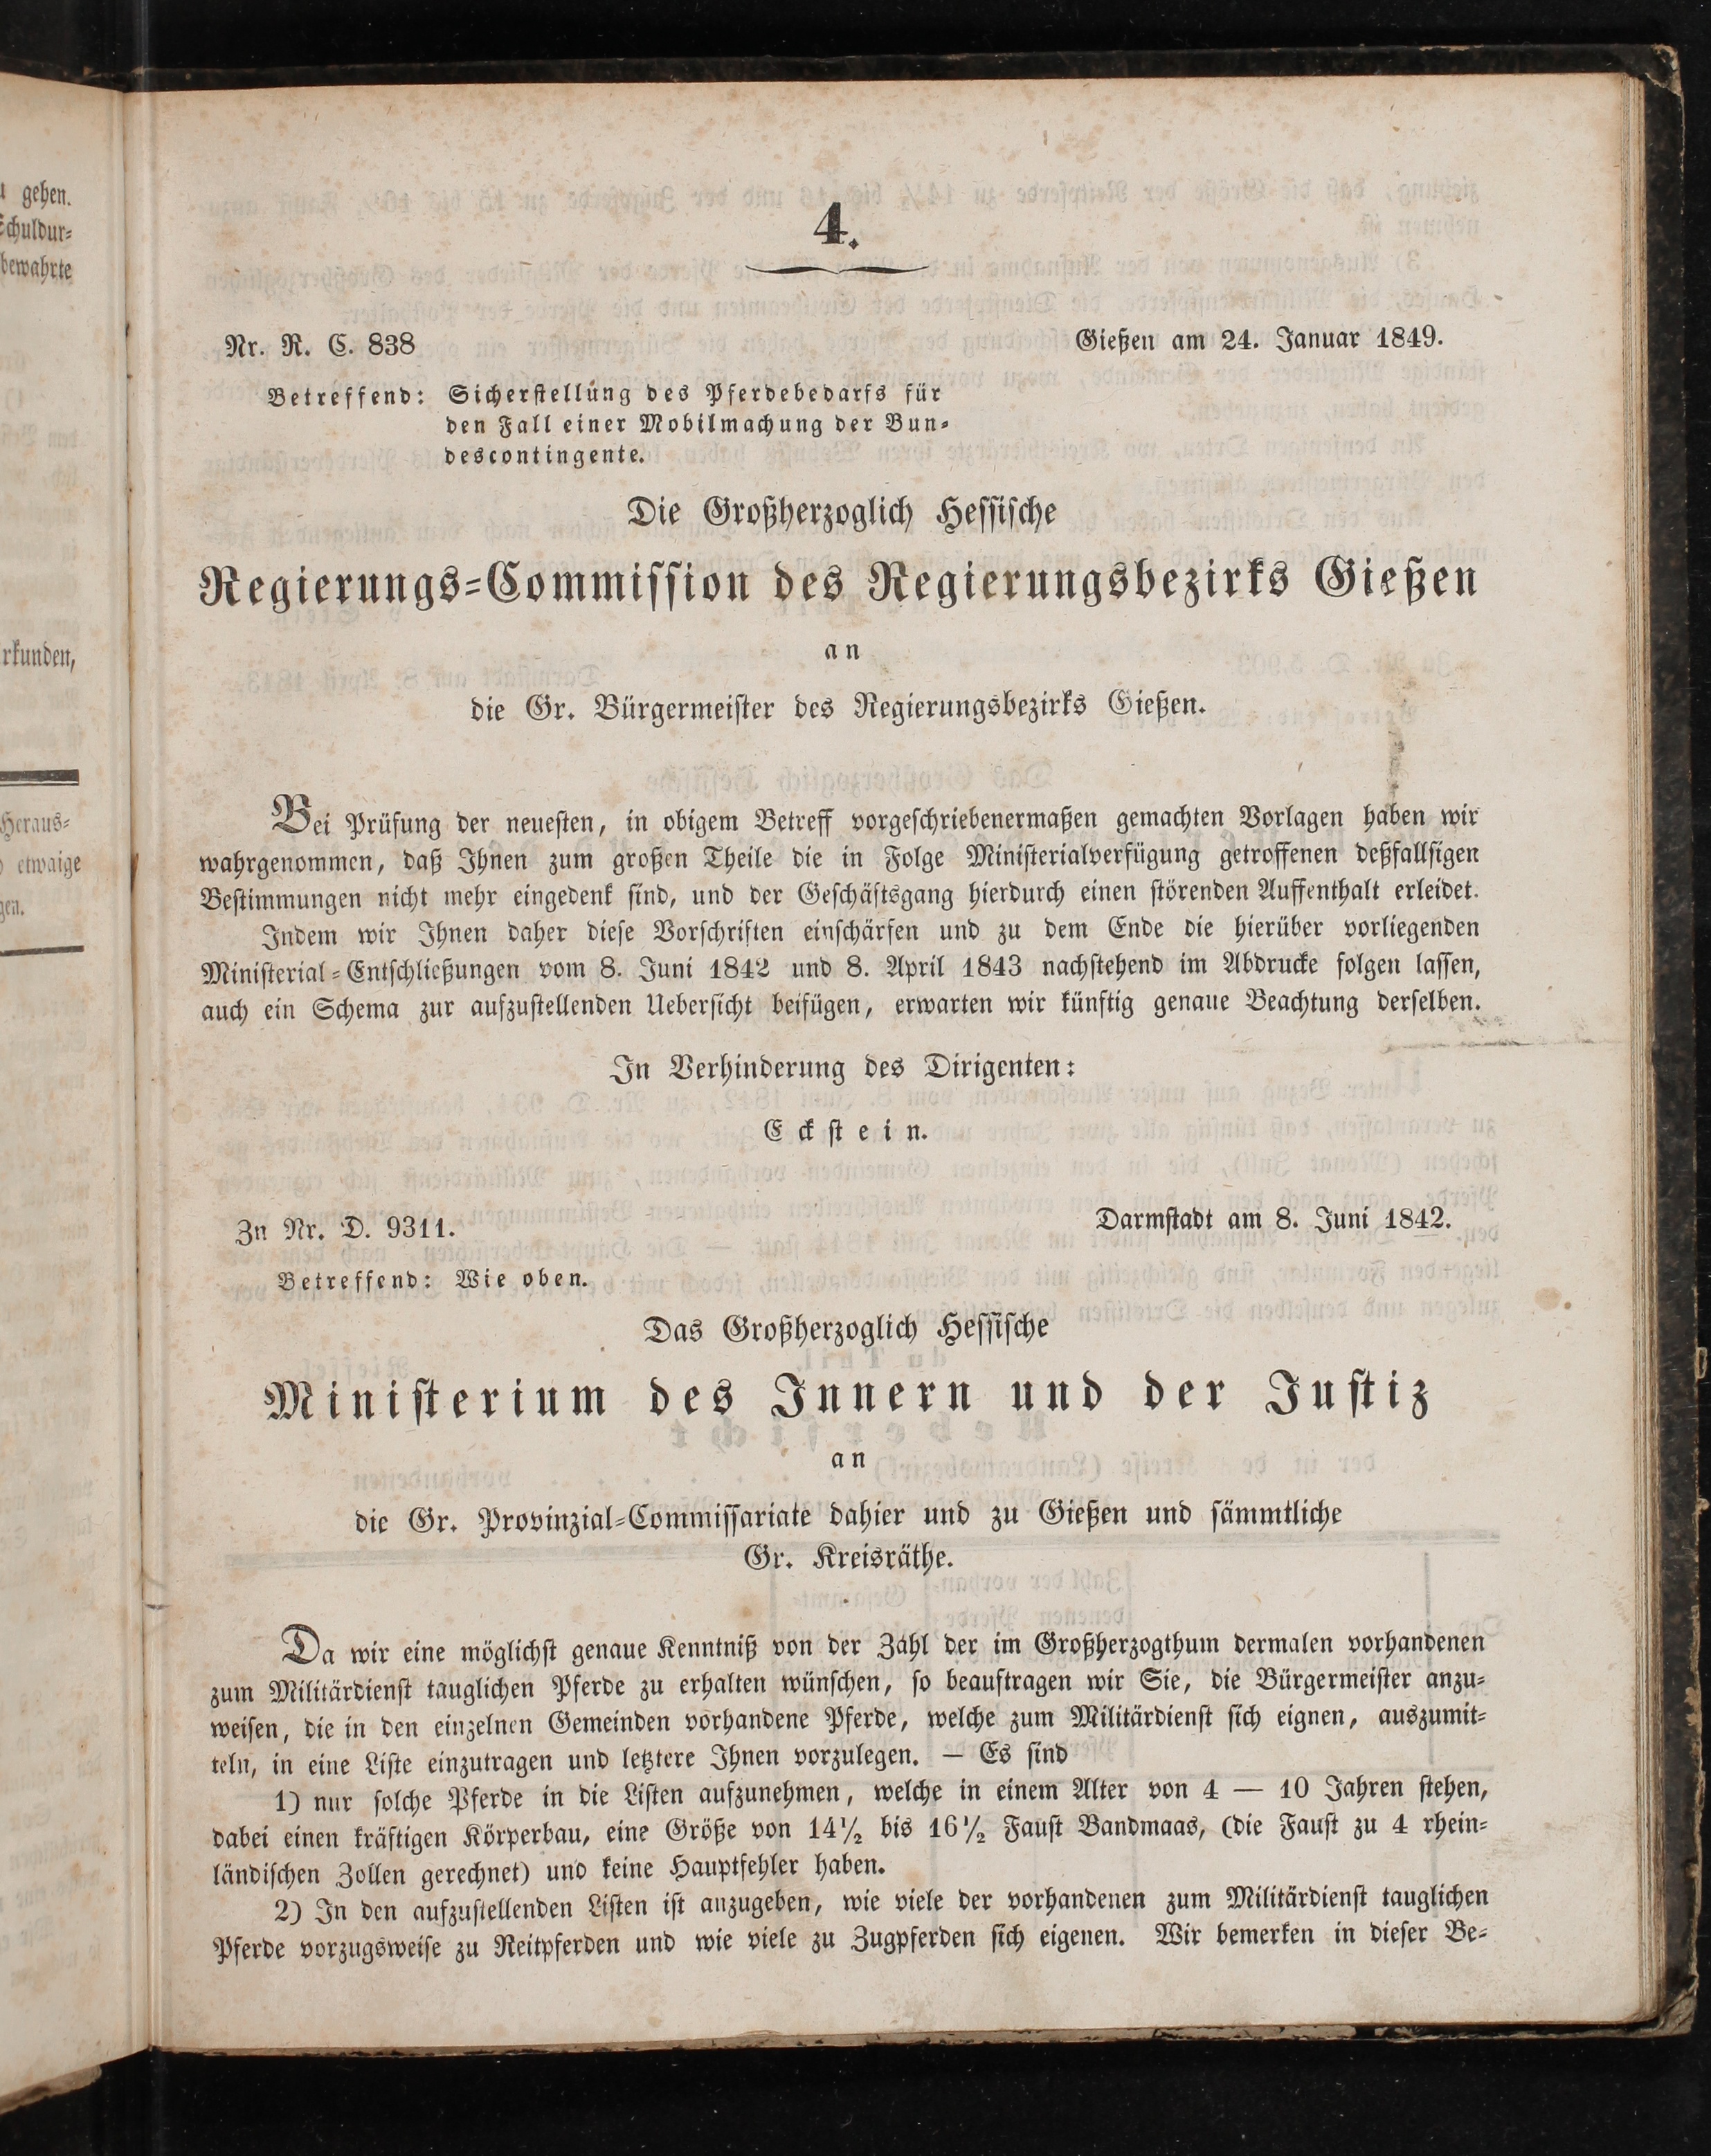 u gehen.
Schuldur-
bewahrte
rkunden,
Heraus-
etwaige
gen.
4.
Nr. R. C. 838
Gießen am 24. Januar 1849.
Betreffend: Sicherstellung des Pferdebedarfs für
den Fall einer Mobilmachung der Bun-
descontingente.
Die Großherzoglich Hessische
Regierungs-Commission des Regierungsbezirks Gießen
an
die Gr. Bürgermeister des Regierungsbezirks Gießen.
Bei Prüfung der neuesten, in obigem Betreff vorgeschriebenermaßen gemachten Vorlagen haben wir
wahrgenommen, daß Ihnen zum großen Theile die in Folge Ministerialverfügung getroffenen deßfallsigen
Bestimmungen nicht mehr eingedenk sind, und der Geschäftsgang hierdurch einen störenden Auffenthalt erleidet.
Indem wir Ihnen daher diese Vorschriften einschärfen und zu dem Ende die hierüber vorliegenden
Ministerial-Entschließungen vom 8. Juni 1842 und 8. April 1843 nachstehend im Abdrucke folgen lassen,
auch ein Schema zur aufzustellenden Uebersicht beifügen, erwarten wir künftig genaue Beachtung derselben.
In Verhinderung des Dirigenten:
Eckstein.
Zu Nr. D. 9311.
Darmstadt am 8. Juni 1842.
Betreffend: Wie oben.
Das Großherzoglich Hessische
Ministerium des Innern und der Justiz
an
die Gr. Provinzial-Commissariate dahier und zu Gießen und sämmtliche
Gr. Kreisräthe.
Da wir eine möglichst genaue Kenntniß von der Zahl der im Großherzogthum dermalen vorhandenen
zum Militärdienst tauglichen Pferde zu erhalten wünschen, so beauftragen wir Sie, die Bürgermeister anzu-
weisen, die in den einzelnen Gemeinden vorhandene Pferde, welche zum Militärdienst sich eignen, auszumit-
teln, in eine Liste einzutragen und letztere Ihnen vorzulegen. — Es sind
1) nur solche Pferde in die Listen aufzunehmen, welche in einem Alter von 4 — 10 Jahren stehen,
dabei einen kräftigen Körperbau, eine Größe von 14½ bis 16½ Faust Bandmaas, (die Faust zu 4 rhein-
ländischen Zollen gerechnet) und keine Hauptfehler haben.
2) In den aufzustellenden Listen ist anzugeben, wie viele der vorhandenen zum Militärdienst tauglichen
Pferde vorzugsweise zu Reitpferden und wie viele zu Zugpferden sich eigenen. Wir bemerken in dieser Be-